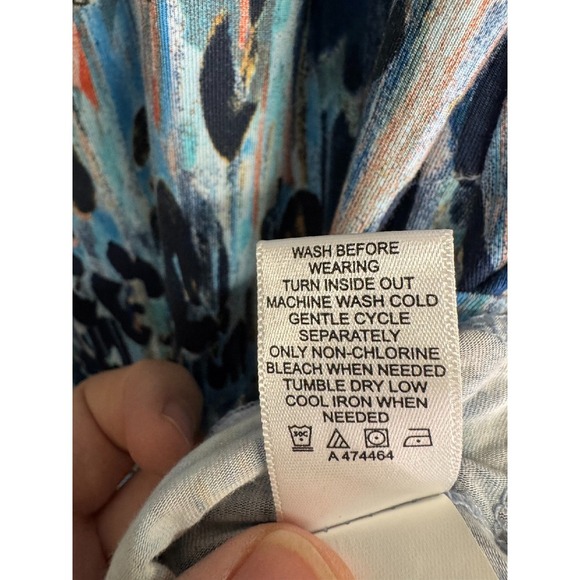 WASH BEFORE
WEARING
TURN INSIDE OUT
MACHINE WASH COLD
GENTLE CYCLE
SEPARATELY
ONLY NON-CHLORINE
BLEACH WHEN NEEDED
TUMBLE DRY LOW
COOL IRON WHEN
NEEDED
30C
A 474464